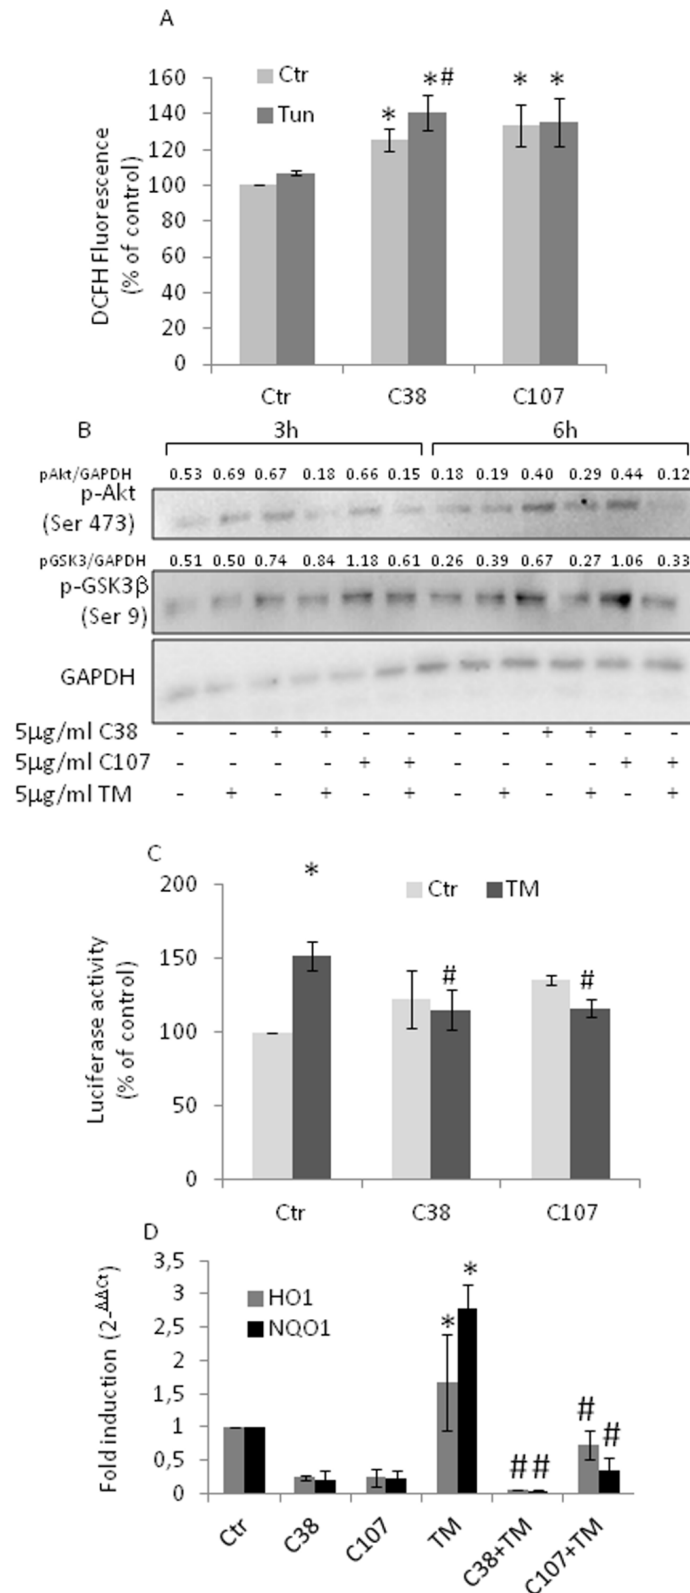 A
DCFH Fluorescence
(% of control)
160
140
120
100
80
60
40
20
0
Ctr
Tun
*
*#
*
*
Ctr C38 C107
B
3h 6h
pAkt/GAPDH 0.53 0.69 0.67 0.18 0.66 0.15 0.18 0.19 0.40 0.29 0.44 0.12
p-Akt
(Ser 473)
pGSK3/GAPDH 0.51 0.50 0.74 0.84 1.18 0.61 0.26 0.39 0.67 0.27 1.06 0.33
p-GSK3β
(Ser 9)
GAPDH
5µg/ml C38 - - + + - - - - + + - -
5µg/ml C107 - - - - + + - - - - + +
5µg/ml TM - + - + - + - + - + - +
C
Luciferase activity
(% of control)
200
150
100
50
0
Ctr TM
*
#
#
Ctr C38 C107
D
Fold induction (2-ΔΔCt)
3,5
3
2,5
2
1,5
1
0,5
0
HO1
NQO1
*
*
##
#
#
Ctr C38 C107 TM C38+TM C107+TM